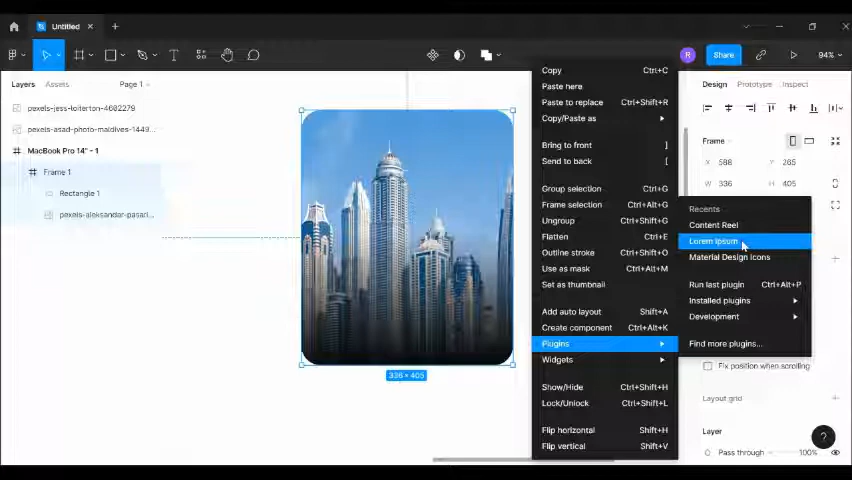 Untitled
R
Share
94%
Layers
Assets
Page 1
pexels-jess-loiterton-4602279
pexels-asad-photo-maldives-1449...
MacBook Pro 14" - 1
Frame 1
Rectangle 1
pexels-aleksandar-pasari...
336 × 405
Copy Ctrl+C
Paste here
Paste to replace Ctrl+Shift+R
Copy/Paste as
Bring to front ]
Send to back [
Group selection Ctrl+G
Frame selection Ctrl+Alt+G
Ungroup Ctrl+Shift+G
Flatten Ctrl+E
Outline stroke Ctrl+Shift+O
Use as mask Ctrl+Alt+M
Set as thumbnail
Add auto layout Shift+A
Create component Ctrl+Alt+K
Plugins
Widgets
Show/Hide Ctrl+Shift+H
Lock/Unlock Ctrl+Shift+L
Flip horizontal Shift+H
Flip vertical Shift+V
Recents
Content Reel
Lorem ipsum
Material Design Icons
Run last plugin Ctrl+Alt+P
Installed plugins
Development
Find more plugins...
Design
Prototype
Inspect
Frame
X 588 Y 265
W 336 H 405
Fix position when scrolling
Layout grid
Layer
Pass through 100%
?